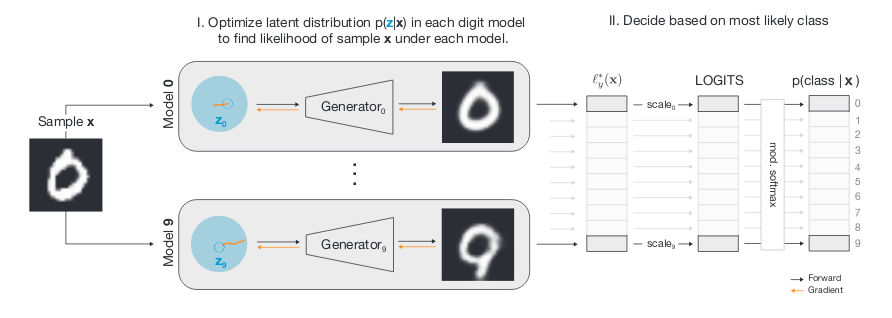 I. Optimize latent distribution p(z|x) in each digit model
to find likelihood of sample x under each model.
II. Decide based on most likely class
Sample x
Model 0
z₀
Generator₀
Model 9
z₉
Generator₉
ℓ*ᵧ(x)
LOGITS
p(class | x)
scale₀
scale₉
mod. softmax
0
1
2
3
4
5
6
7
8
9
Forward
Gradient